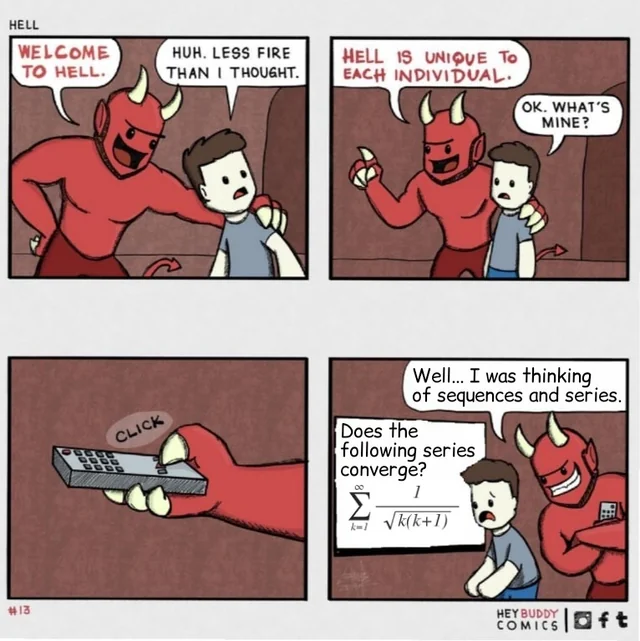 HELL
WELCOME
TO HELL.
HUH. LESS FIRE
THAN I THOUGHT.
HELL IS UNIQUE TO
EACH INDIVIDUAL.
OK. WHAT'S
MINE?
CLICK
Well... I was thinking
of sequences and series.
Does the
following series
converge?
∞
∑ 1 / √k(k+1)
k=1
#13
HEY BUDDY
COMICS